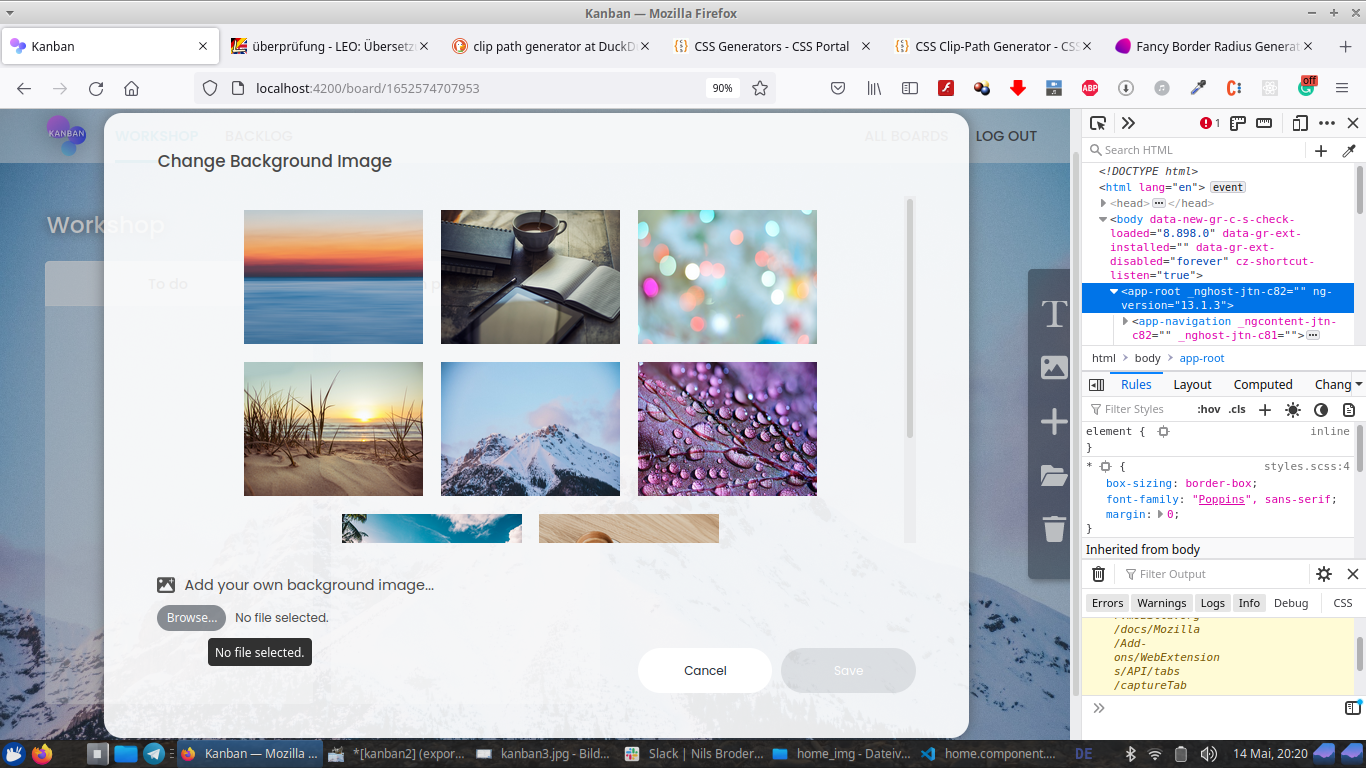 Kanban — Mozilla Firefox
Kanban
überprüfung - LEO: Übersetz
clip path generator at DuckD
CSS Generators - CSS Portal
CSS Clip-Path Generator - CSS
Fancy Border Radius Generat
localhost:4200/board/1652574707953
90%
ABP
off
KANBAN
WORKSHOP
BACKLOG
ALL BOARDS
LOG OUT
Change Background Image
Workshop
To do
Add your own background image...
Browse...
No file selected.
No file selected.
Cancel
Save
1
Search HTML
<!DOCTYPE html>
<html lang="en">
event
<head>
</head>
<body data-new-gr-c-s-check-
loaded="8.898.0" data-gr-ext-
installed="" data-gr-ext-
disabled="forever" cz-shortcut-
listen="true">
<app-root _nghost-jtn-c82="" ng-
version="13.1.3">
<app-navigation _ngcontent-jtn-
c82="" _nghost-jtn-c81="">
html
body
app-root
Rules
Layout
Computed
Chang
Filter Styles
:hov
.cls
element {
inline
}
* {
styles.scss:4
box-sizing: border-box;
font-family: "Poppins", sans-serif;
margin: 0;
}
Inherited from body
Filter Output
Errors
Warnings
Logs
Info
Debug
CSS
/docs/Mozilla
/Add-
ons/WebExtension
s/API/tabs
/captureTab
Kanban — Mozilla ...
*[kanban2] (expor...
kanban3.jpg - Bild...
Slack | Nils Broder...
home_img - Dateiv...
home.component....
DE
14 Mai, 20:20